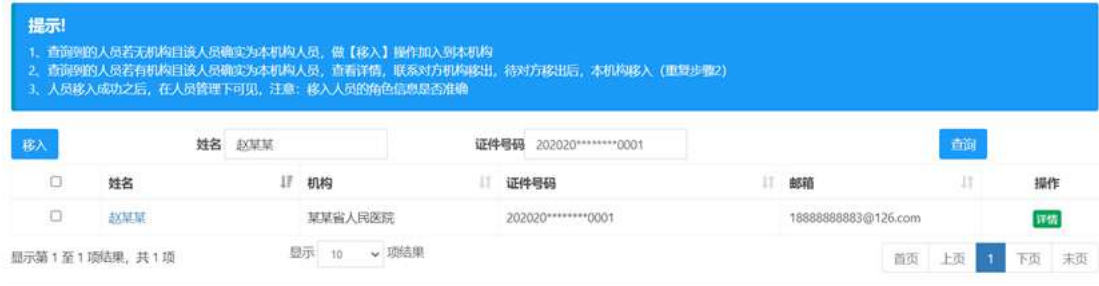 提示!
1、查询到的人员若无机构且该人员确实为本机构人员，做【移入】操作加入到本机构
2、查询到的人员若有机构且该人员确实为本机构人员，查看详情，联系对方机构移出，待对方移出后，本机构移入（重复步骤2）
3、人员移入成功之后，在人员管理下可见，注意：移入人员的角色信息是否准确
移入 姓名 赵某某 证件号码 202020********0001 查询
姓名 机构 证件号码 邮箱 操作
赵某某 某某省人民医院 202020********0001 18888888883@126.com 详情
显示第 1 至 1 项结果，共 1 项 显示 10 项结果 首页 上页 1 下页 末页